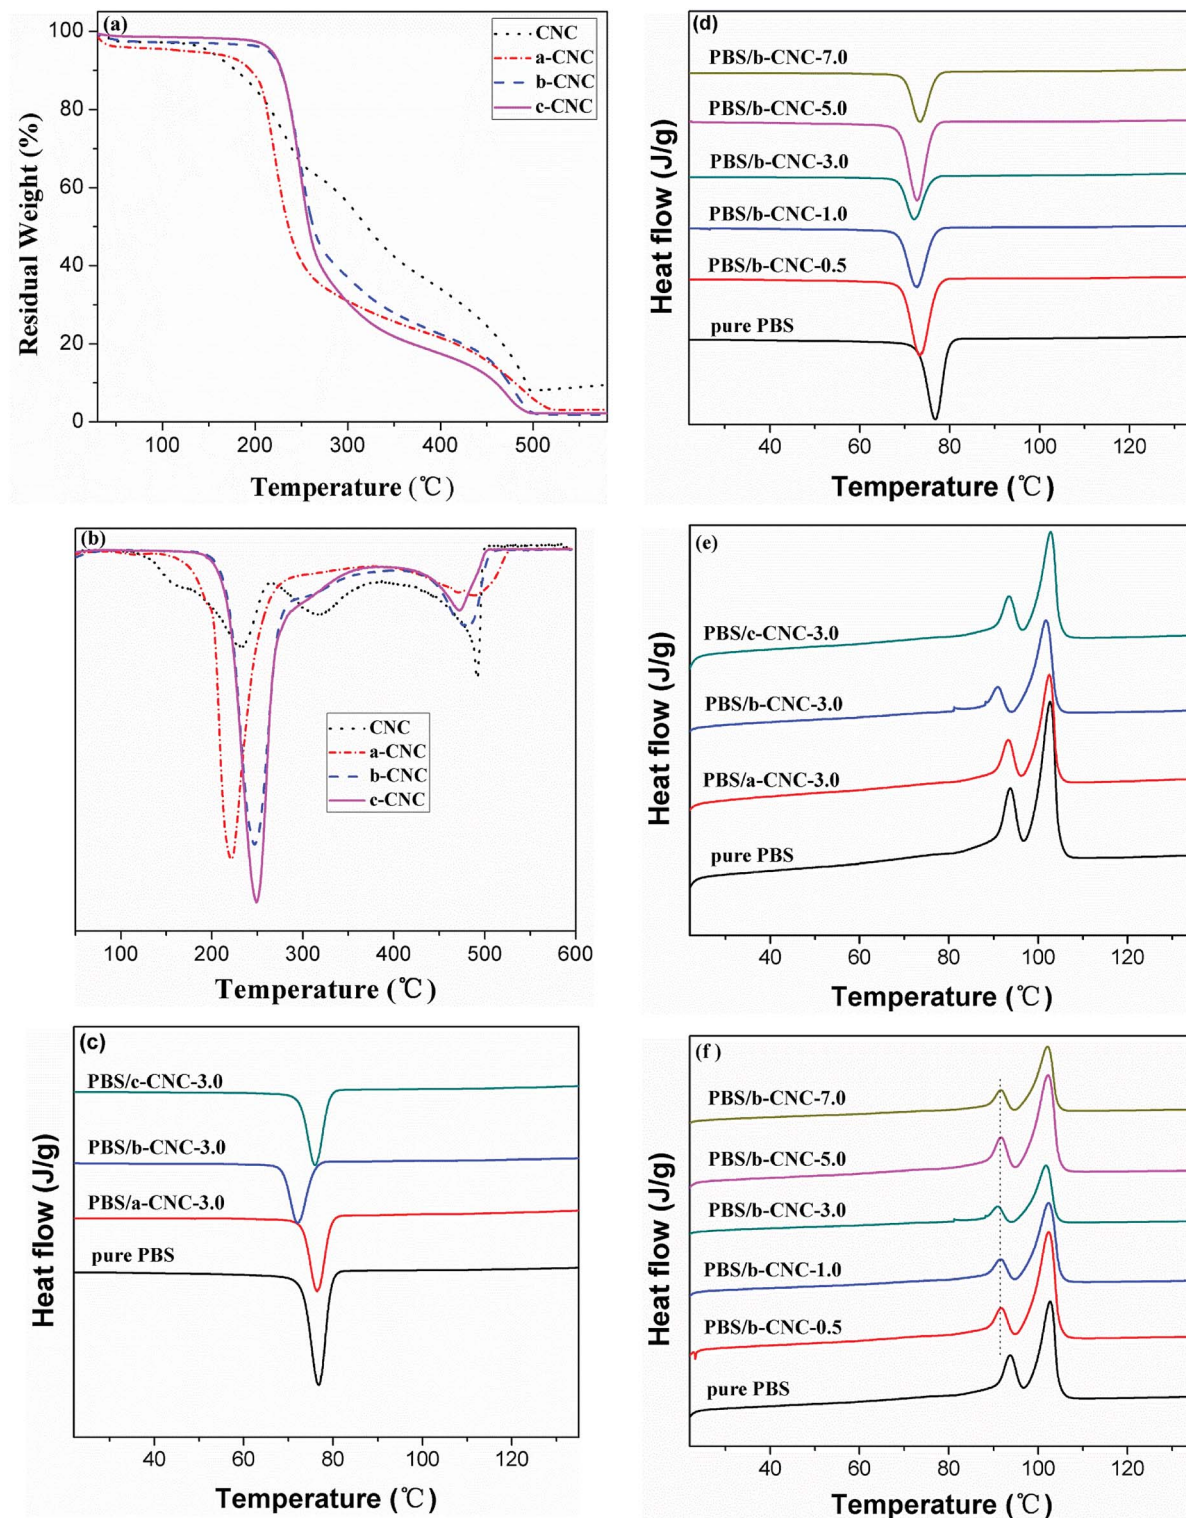 (a)
CNC
a-CNC
b-CNC
c-CNC
100
80
60
40
20
0
Residual Weight (%)
100 200 300 400 500
Temperature (℃)
(b)
CNC
a-CNC
b-CNC
c-CNC
100 200 300 400 500 600
Temperature (℃)
(c)
PBS/c-CNC-3.0
PBS/b-CNC-3.0
PBS/a-CNC-3.0
pure PBS
Heat flow (J/g)
40 60 80 100 120
Temperature (℃)
(d)
PBS/b-CNC-7.0
PBS/b-CNC-5.0
PBS/b-CNC-3.0
PBS/b-CNC-1.0
PBS/b-CNC-0.5
pure PBS
Heat flow (J/g)
40 60 80 100 120
Temperature (℃)
(e)
PBS/c-CNC-3.0
PBS/b-CNC-3.0
PBS/a-CNC-3.0
pure PBS
Heat flow (J/g)
40 60 80 100 120
Temperature (℃)
(f )
PBS/b-CNC-7.0
PBS/b-CNC-5.0
PBS/b-CNC-3.0
PBS/b-CNC-1.0
PBS/b-CNC-0.5
pure PBS
Heat flow (J/g)
40 60 80 100 120
Temperature (℃)